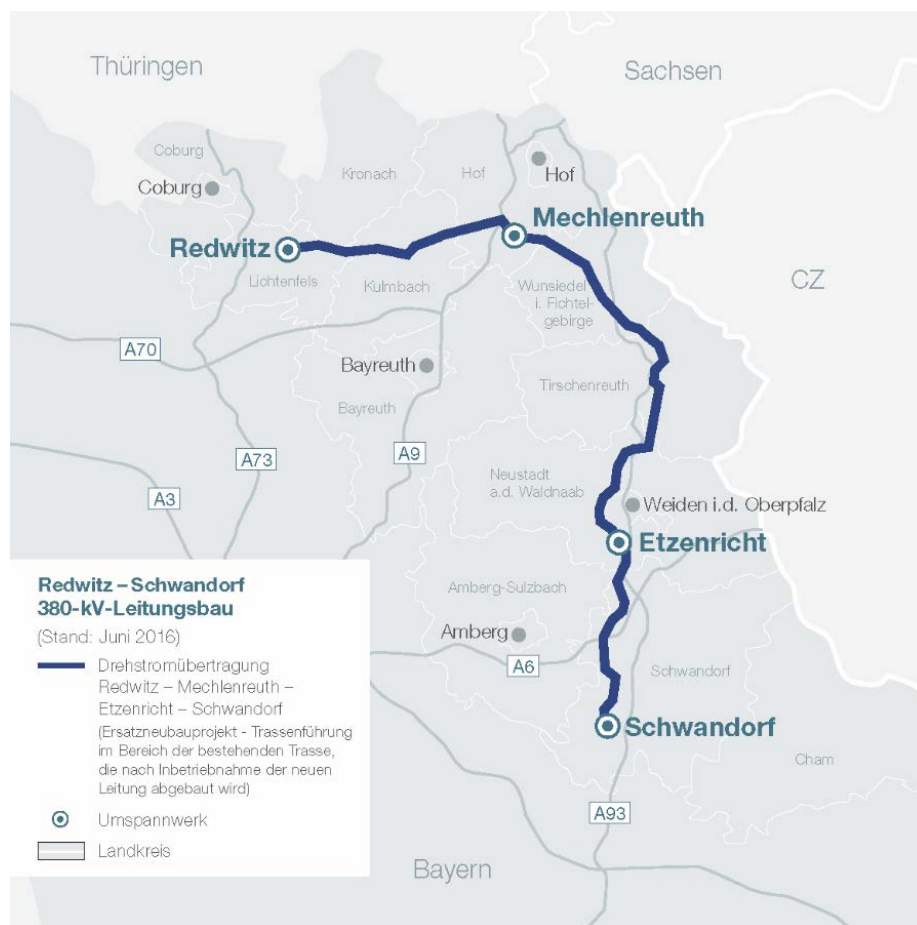 Thüringen
Sachsen
Coburg
Coburg
Kronach
Hof
Hof
Mechlenreuth
Redwitz
CZ
Lichtenfels
Kulmbach
Wunsiedel
i. Fichtel-
gebirge
A70
Bayreuth
Bayreuth
Tirschenreuth
A73
A9
A3
Neustadt
a.d. Waldnaab
Weiden i.d. Oberpfalz
Etzenricht
Amberg-Sulzbach
Amberg
A6
Schwandorf
Schwandorf
Cham
A93
Bayern
Redwitz – Schwandorf
380-kV-Leitungsbau
(Stand: Juni 2016)
Drehstromübertragung
Redwitz – Mechlenreuth –
Etzenricht – Schwandorf
(Ersatzneubauprojekt - Trassenführung
im Bereich der bestehenden Trasse,
die nach Inbetriebnahme der neuen
Leitung abgebaut wird)
Umspannwerk
Landkreis